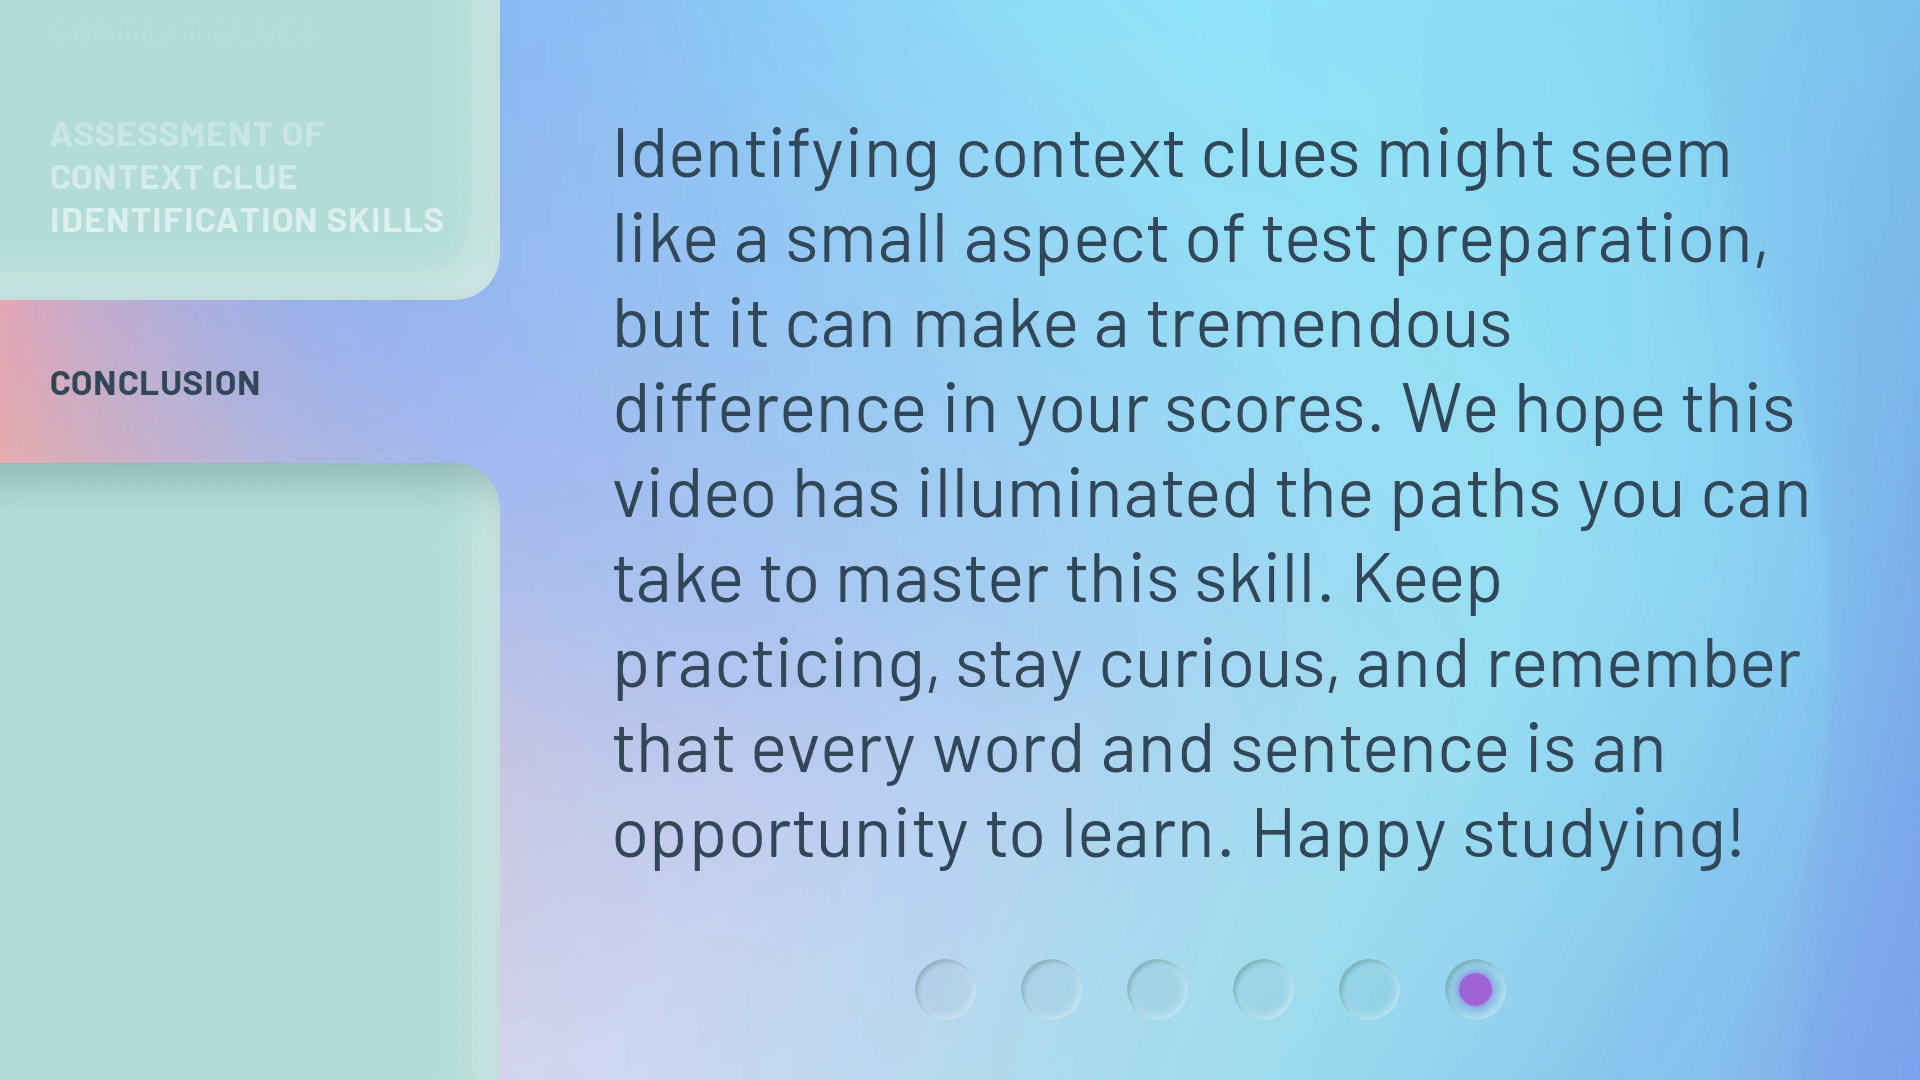 CONTEXT CLUES
ASSESSMENT OF
CONTEXT CLUE
IDENTIFICATION SKILLS
CONCLUSION
Identifying context clues might seem
like a small aspect of test preparation,
but it can make a tremendous
difference in your scores. We hope this
video has illuminated the paths you can
take to master this skill. Keep
practicing, stay curious, and remember
that every word and sentence is an
opportunity to learn. Happy studying!